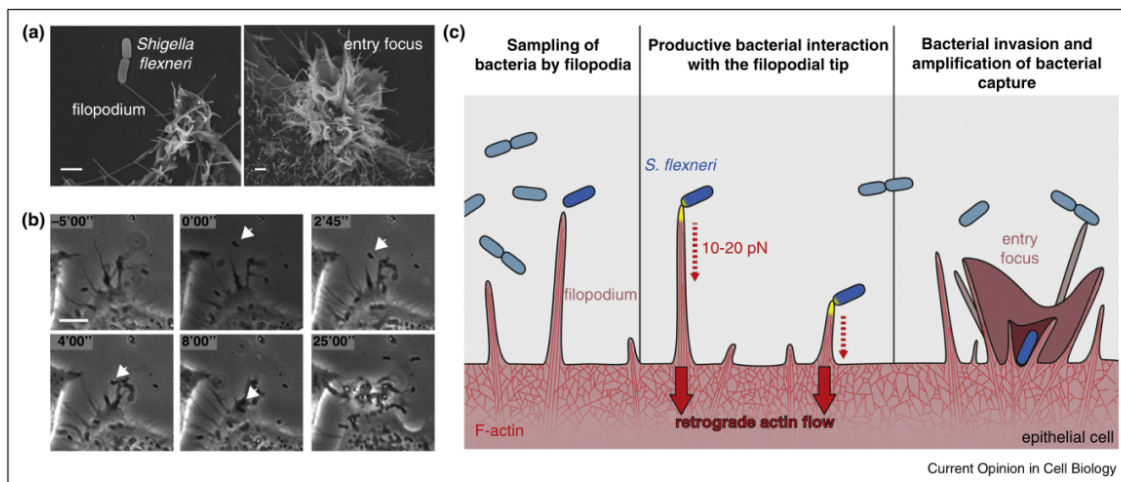 (a)
Shigella
flexneri
filopodium
entry focus
(b)
–5'00''
0'00''
2'45''
4'00''
8'00''
25'00''
(c)
Sampling of
bacteria by filopodia
Productive bacterial interaction
with the filopodial tip
Bacterial invasion and
amplification of bacterial
capture
S. flexneri
10-20 pN
filopodium
entry
focus
retrograde actin flow
F-actin
epithelial cell
Current Opinion in Cell Biology